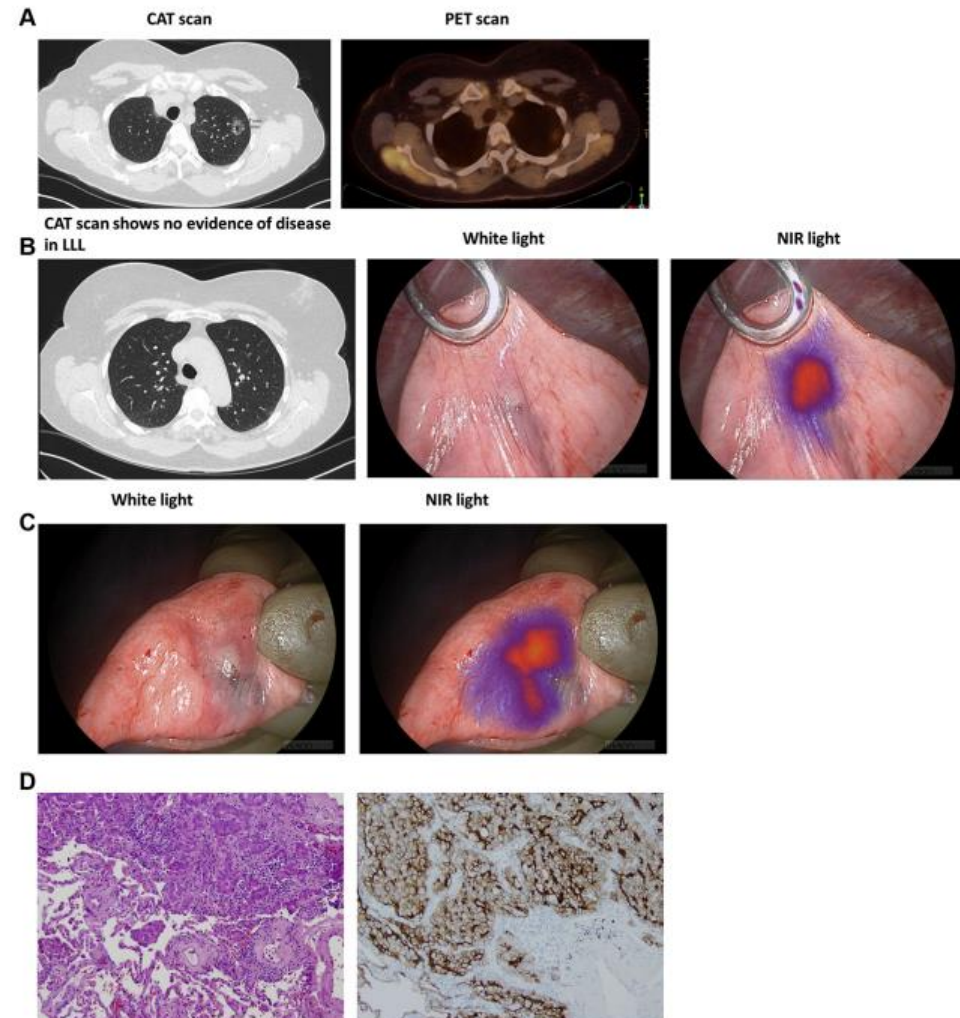 A
CAT scan
PET scan
CAT scan shows no evidence of disease
in LLL
B
White light
NIR light
White light
NIR light
C
D